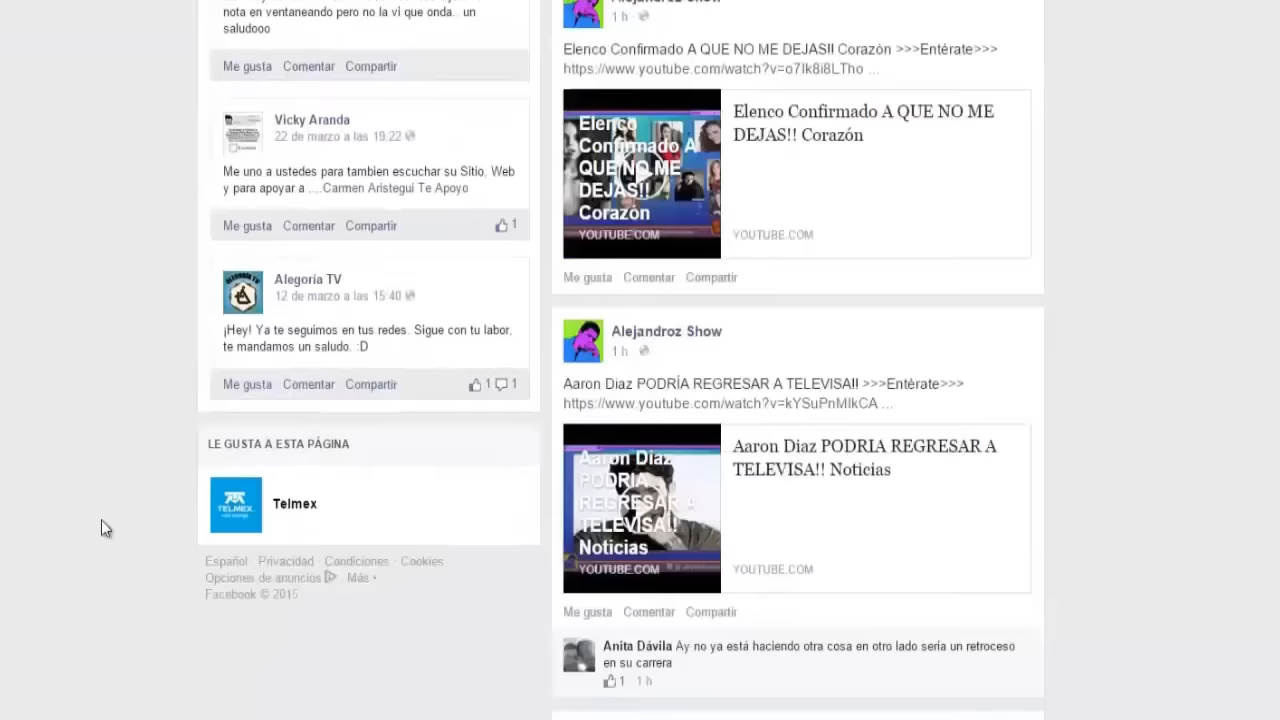 nota en ventaneando pero no la vi que onda.. un
saludooo
Me gusta Comentar Compartir
Vicky Aranda
22 de marzo a las 19:22
Me uno a ustedes para tambien escuchar su Sitio, Web
y para apoyar a ....Carmen Aristegui Te Apoyo
Me gusta Comentar Compartir
1
Alegoría TV
12 de marzo a las 15:40
¡Hey! Ya te seguimos en tus redes. Sigue con tu labor,
te mandamos un saludo. :D
Me gusta Comentar Compartir
1 1
LE GUSTA A ESTA PÁGINA
TELMEX
Telmex
Español · Privacidad · Condiciones · Cookies ·
Opciones de anuncios Más
Facebook © 2015
Alejandroz Show
1 h ·
Elenco Confirmado A QUE NO ME DEJAS!! Corazón >>>Entérate>>>
https://www.youtube.com/watch?v=o7Ik8i8LTho ...
Elenco
Confirmado A
QUE NO ME
DEJAS!!
Corazón
YOUTUBE.COM
Elenco Confirmado A QUE NO ME
DEJAS!! Corazón
YOUTUBE.COM
Me gusta Comentar Compartir
Alejandroz Show
1 h ·
Aaron Diaz PODRÍA REGRESAR A TELEVISA!! >>>Entérate>>>
https://www.youtube.com/watch?v=kYSuPnMIkCA ...
Aaron Diaz
PODRIA
REGRESAR A
TELEVISA!!
Noticias
YOUTUBE.COM
Aaron Diaz PODRIA REGRESAR A
TELEVISA!! Noticias
YOUTUBE.COM
Me gusta Comentar Compartir
Anita Dávila Ay no ya está haciendo otra cosa en otro lado seria un retroceso
en su carrera
1 · 1 h